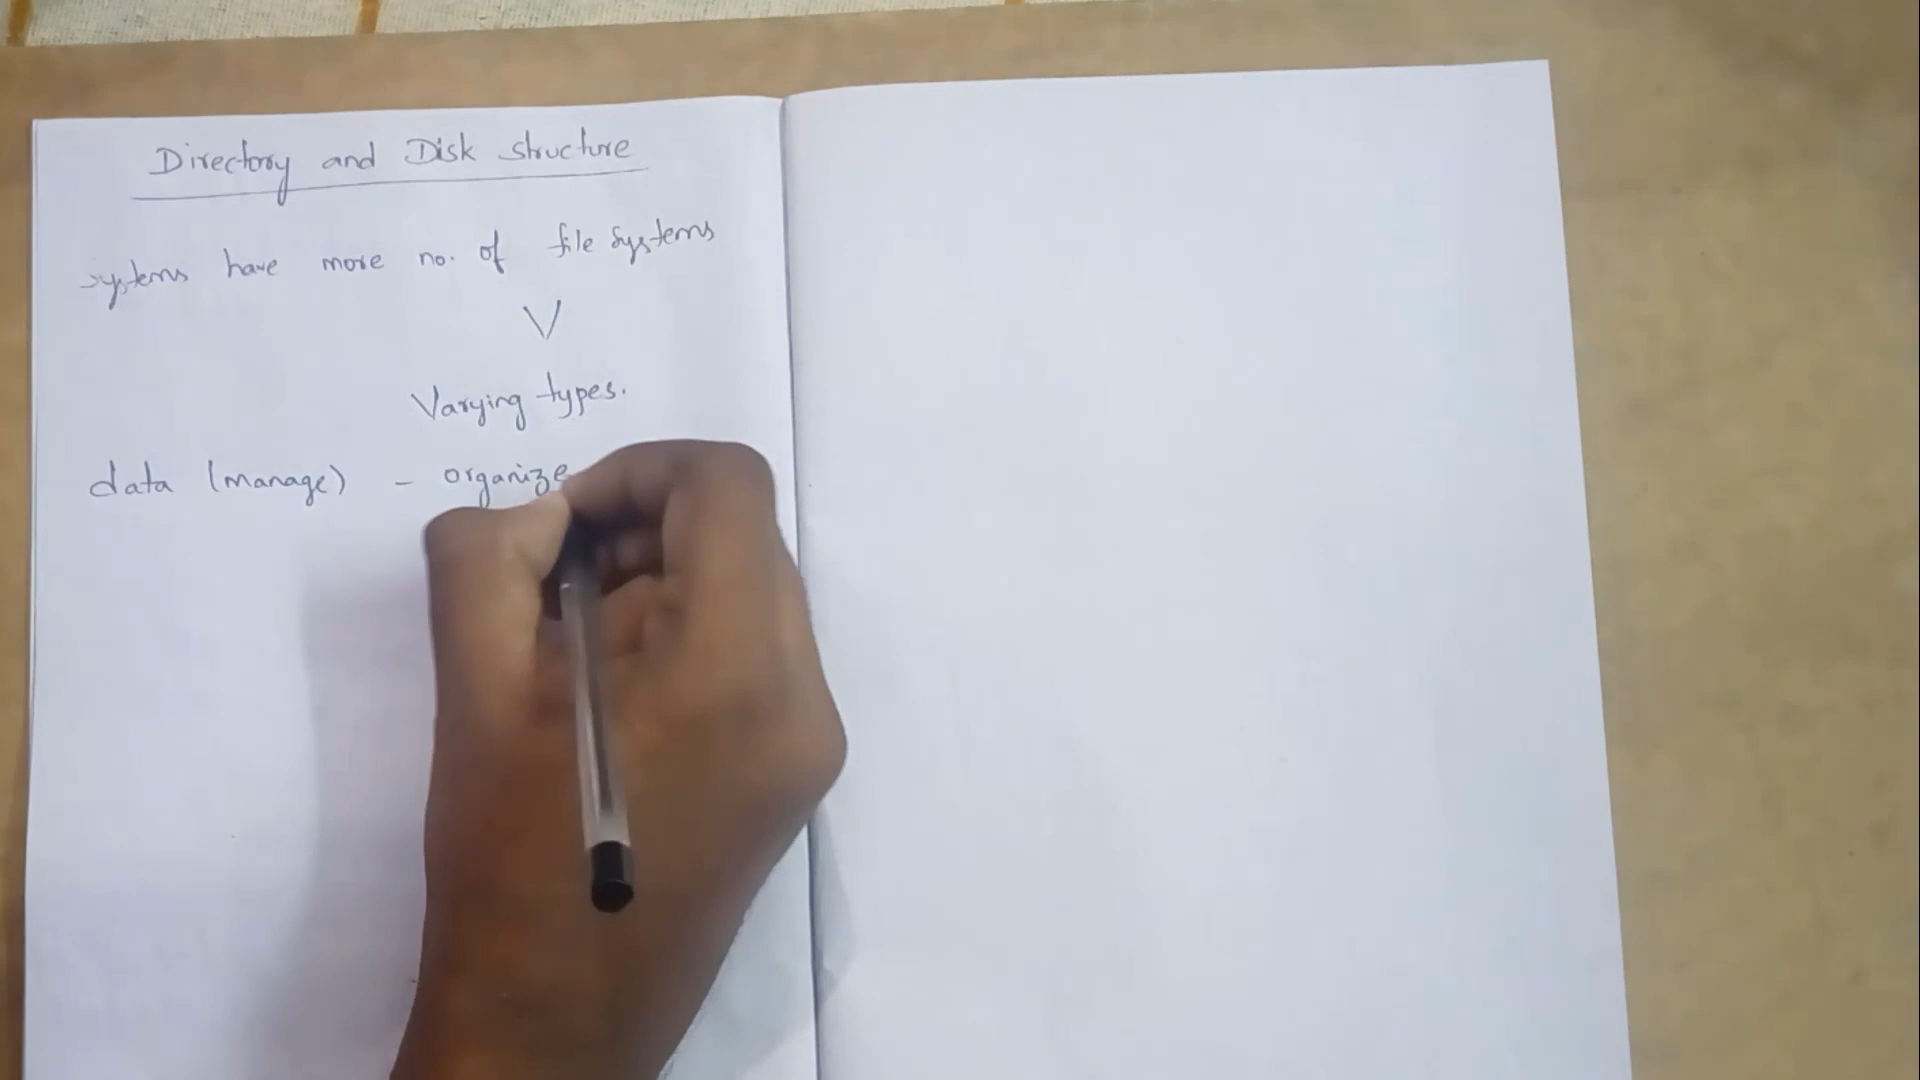 Directory and Disk structure
systems have more no. of file systems
Varying types.
data (manage) - organize